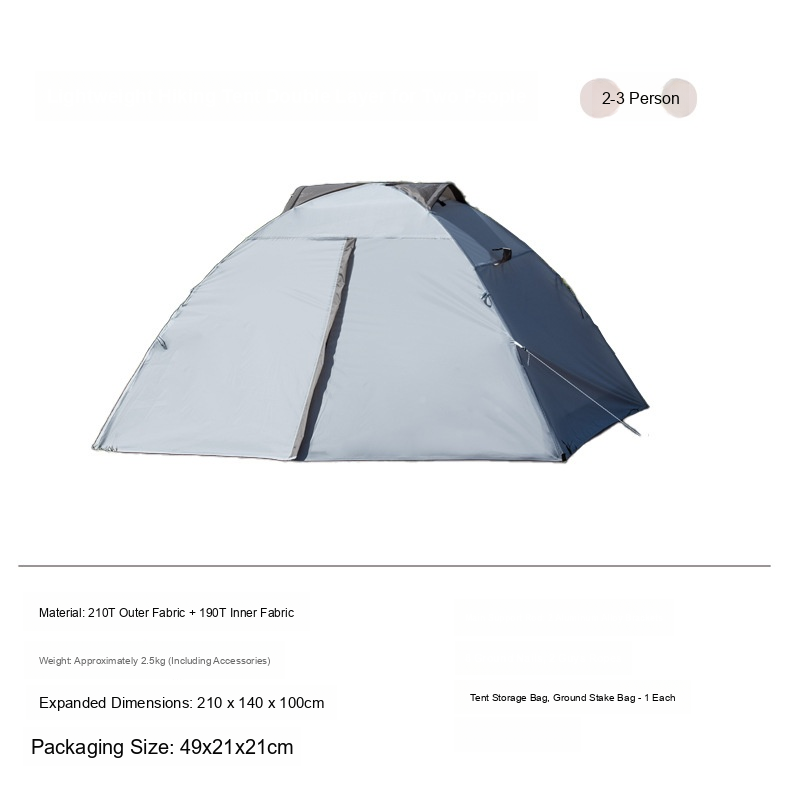 2-3 Person
Material: 210T Outer Fabric + 190T Inner Fabric
Weight: Approximately 2.5kg (Including Accessories)
Expanded Dimensions: 210 x 140 x 100cm
Tent Storage Bag, Ground Stake Bag - 1 Each
Packaging Size: 49x21x21cm